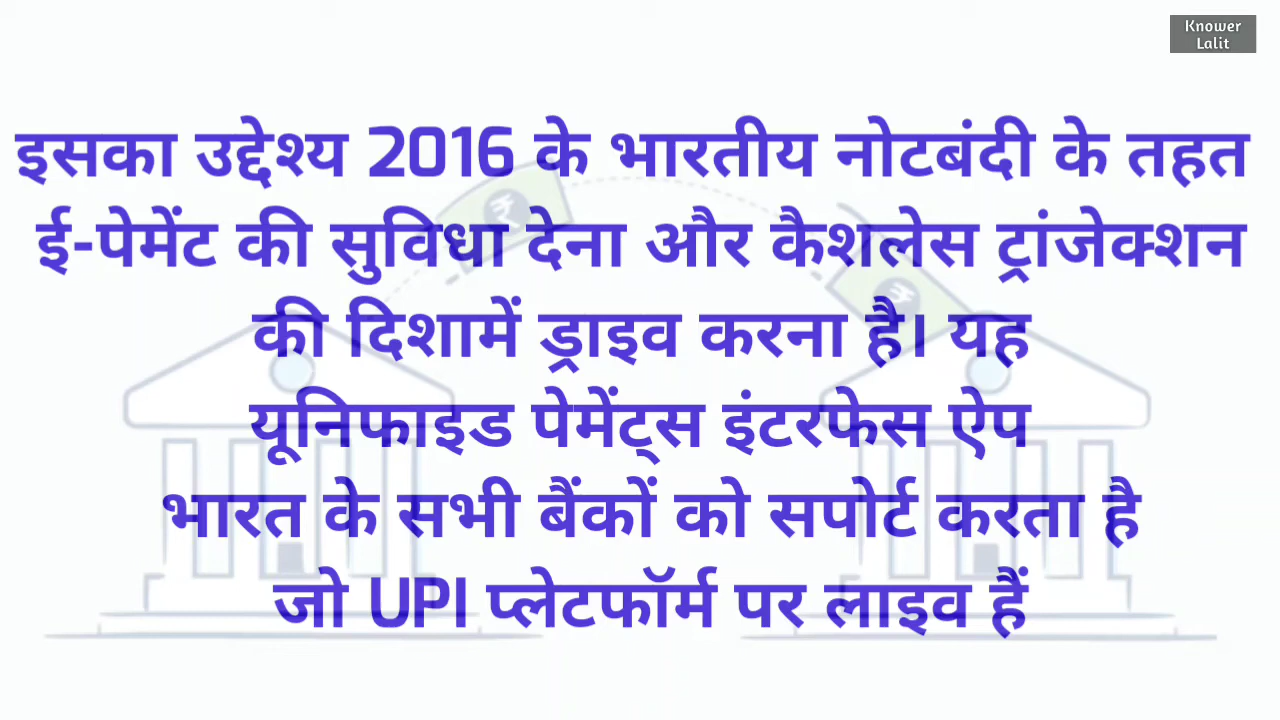 Knower
Lalit
इसका उद्देश्य 2016 के भारतीय नोटबंदी के तहत
ई-पेमेंट की सुविधा देना और कैशलेस ट्रांजेक्शन
की दिशामें ड्राइव करना है। यह
यूनिफाइड पेमेंट्स इंटरफेस ऐप
भारत के सभी बैंकों को सपोर्ट करता है
जो UPI प्लेटफॉर्म पर लाइव हैं
₹
₹